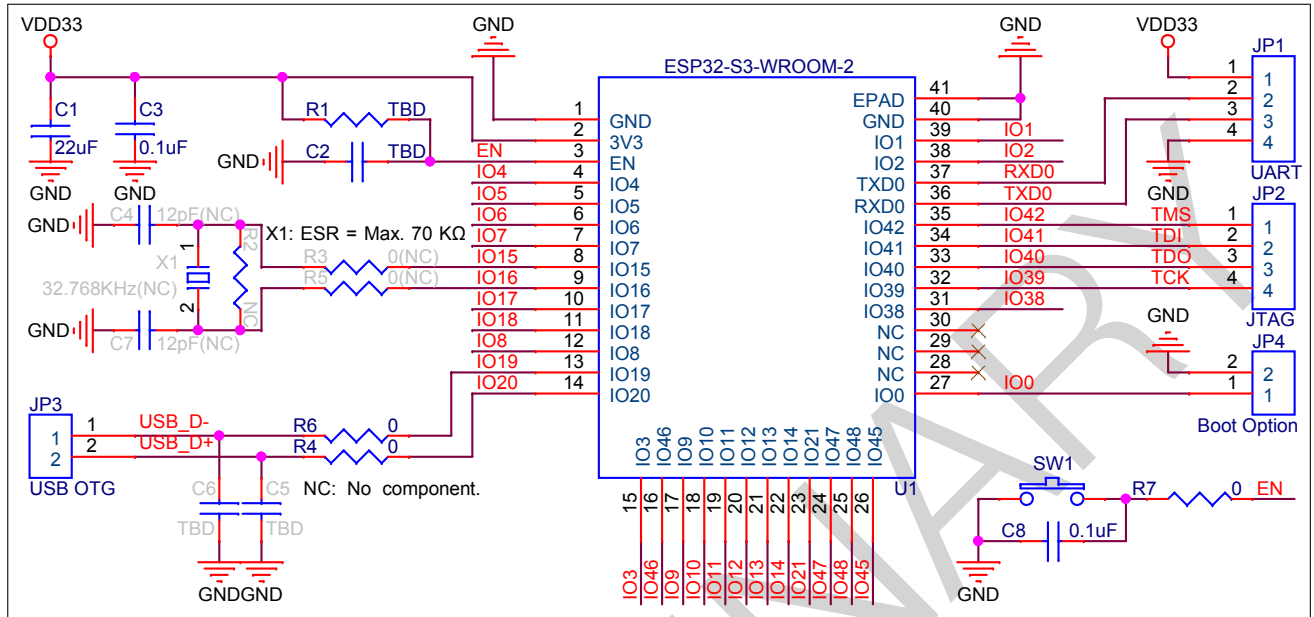 VDD33
GND
GND
VDD33
JP1
ESP32-S3-WROOM-2
C1
22uF
GND
C3
0.1uF
GND
R1 TBD
GND C2 TBD
EN
IO4
IO5
IO6
IO7
IO15
IO16
IO17
IO18
IO8
IO19
IO20
1 GND
2 3V3
3 EN
4 IO4
5 IO5
6 IO6
7 IO7
8 IO15
9 IO16
10 IO17
11 IO18
12 IO8
13 IO19
14 IO20
EPAD 41
GND 40
IO1 39 IO1
IO2 38 IO2
TXD0 37 RXD0
RXD0 36 TXD0
IO42 35 IO42 TMS
IO41 34 IO41 TDI
IO40 33 IO40 TDO
IO39 32 IO39 TCK
IO38 31 IO38
NC 30
NC 29
NC 28
IO0 27 IO0
1 1
2 2
3 3
4 4
GND
UART
JP2
1 1
2 2
3 3
4 4
JTAG
GND
JP4
2 2
1 1
Boot Option
GND C4 12pF(NC)
1
X1
32.768KHz(NC)
2
R2
NC
GND C7 12pF(NC)
X1: ESR = Max. 70 KΩ
R3 0(NC)
R5 0(NC)
JP3
1 1 USB_D- R6 0
2 2 USB_D+ R4 0
USB OTG
C6
TBD
C5
TBD
GND GND
NC: No component.
IO3 IO46 IO9 IO10 IO11 IO12 IO13 IO14 IO21 IO47 IO48 IO45
U1
15 16 17 18 19 20 21 22 23 24 25 26
IO3 IO46 IO9 IO10 IO11 IO12 IO13 IO14 IO21 IO47 IO48 IO45
SW1
R7 0 EN
C8 0.1uF
GND